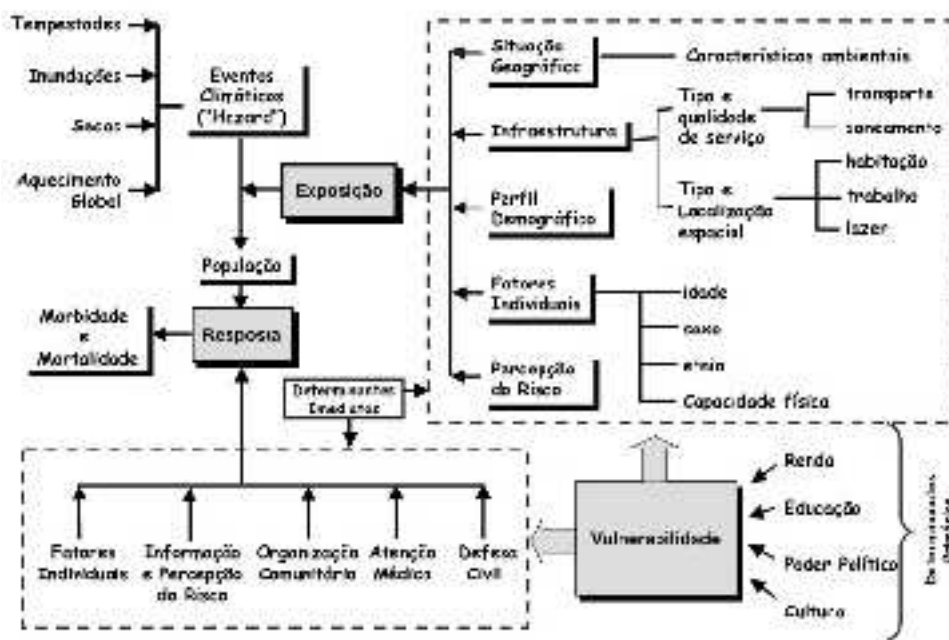 Tempestades
Inundações
Secas
Aquecimento
Global
Eventos
Climáticos
("Hazard")
Exposição
População
Resposta
Morbidade
e
Mortalidade
Situação
Geográfica
Características ambientais
Infraestrutura
Tipo e
qualidade
de serviço
transporte
saneamento
Tipo e
Localização
espacial
habitação
trabalho
lazer
Perfil
Demográfico
Fatores
Individuais
idade
sexo
etnia
Capacidade física
Percepção
do Risco
Determinantes
Imediatos
Fatores
Individuais
Informação
e Percepção
do Risco
Organização
Comunitária
Atenção
Médica
Defesa
Civil
Vulnerabilidade
Renda
Educação
Poder Político
Cultura
Determinantes